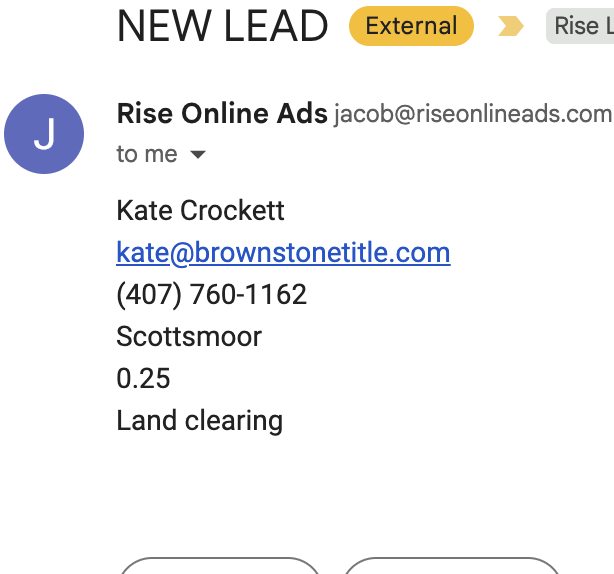 NEW LEAD External Rise L
J
Rise Online Ads jacob@riseonlineads.com
to me
Kate Crockett
kate@brownstonetitle.com
(407) 760-1162
Scottsmoor
0.25
Land clearing